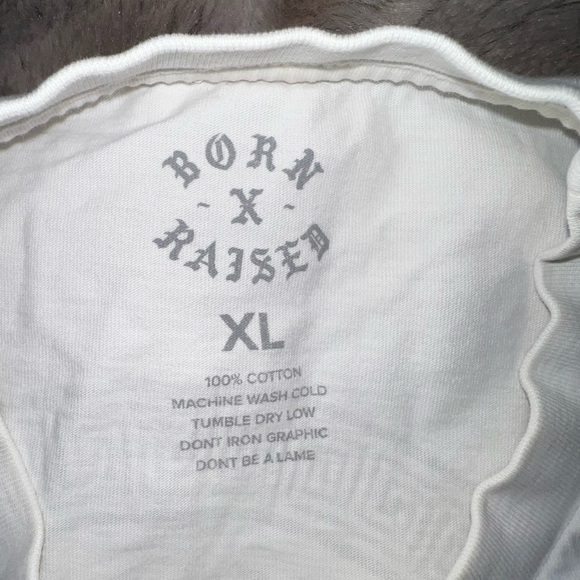 BORN
- X -
RAISED
XL
100% COTTON
MACHINE WASH COLD
TUMBLE DRY LOW
DONT IRON GRAPHIC
DONT BE A LAME